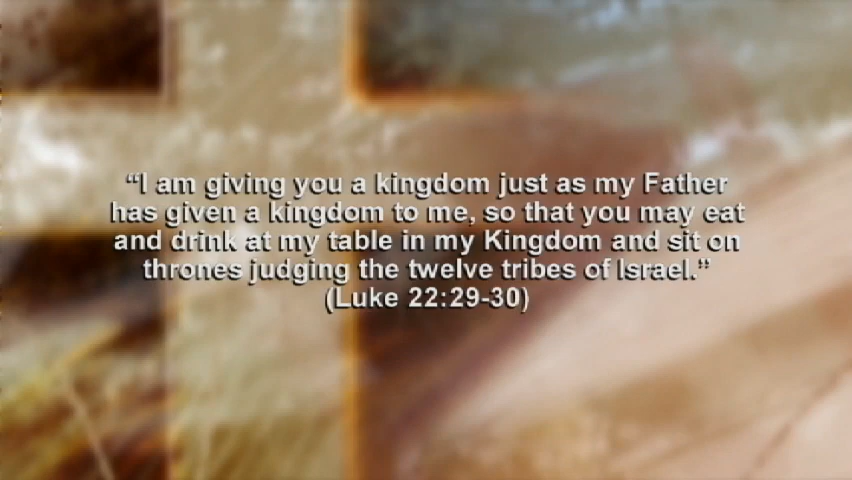 “I am giving you a kingdom just as my Father
has given a kingdom to me, so that you may eat
and drink at my table in my Kingdom and sit on
thrones judging the twelve tribes of Israel.”
(Luke 22:29-30)